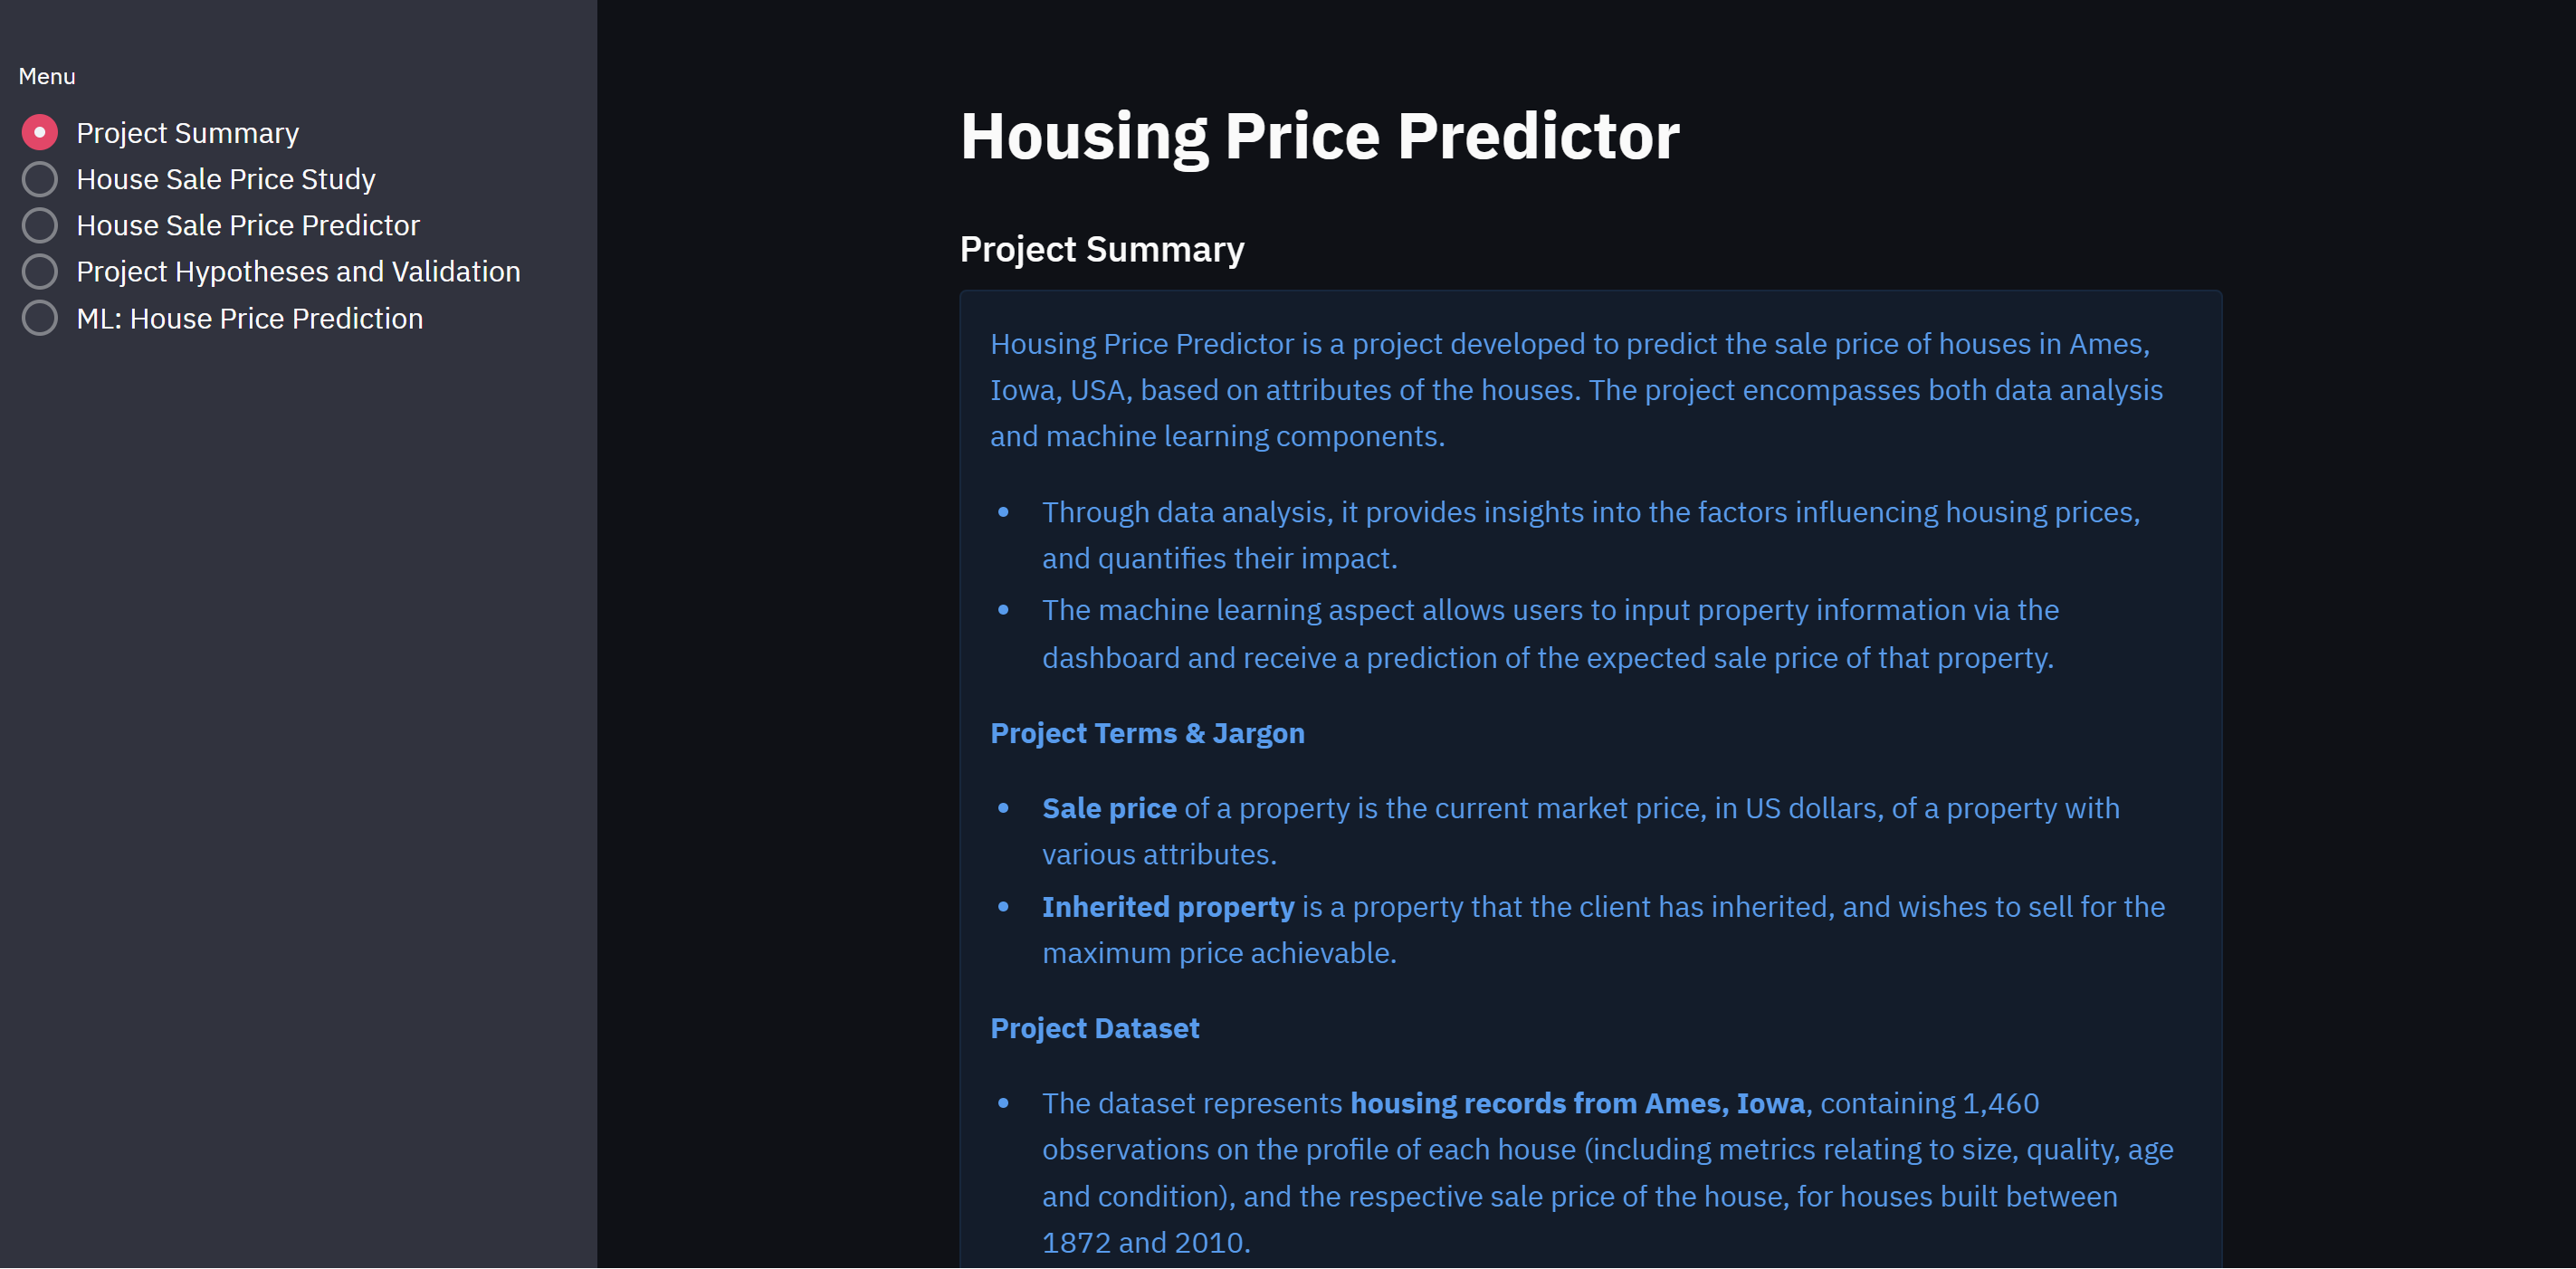 Menu
Project Summary
House Sale Price Study
House Sale Price Predictor
Project Hypotheses and Validation
ML: House Price Prediction
Housing Price Predictor
Project Summary
Housing Price Predictor is a project developed to predict the sale price of houses in Ames,
Iowa, USA, based on attributes of the houses. The project encompasses both data analysis
and machine learning components.
• Through data analysis, it provides insights into the factors influencing housing prices,
and quantifies their impact.
• The machine learning aspect allows users to input property information via the
dashboard and receive a prediction of the expected sale price of that property.
Project Terms & Jargon
• Sale price of a property is the current market price, in US dollars, of a property with
various attributes.
• Inherited property is a property that the client has inherited, and wishes to sell for the
maximum price achievable.
Project Dataset
• The dataset represents housing records from Ames, Iowa, containing 1,460
observations on the profile of each house (including metrics relating to size, quality, age
and condition), and the respective sale price of the house, for houses built between
1872 and 2010.